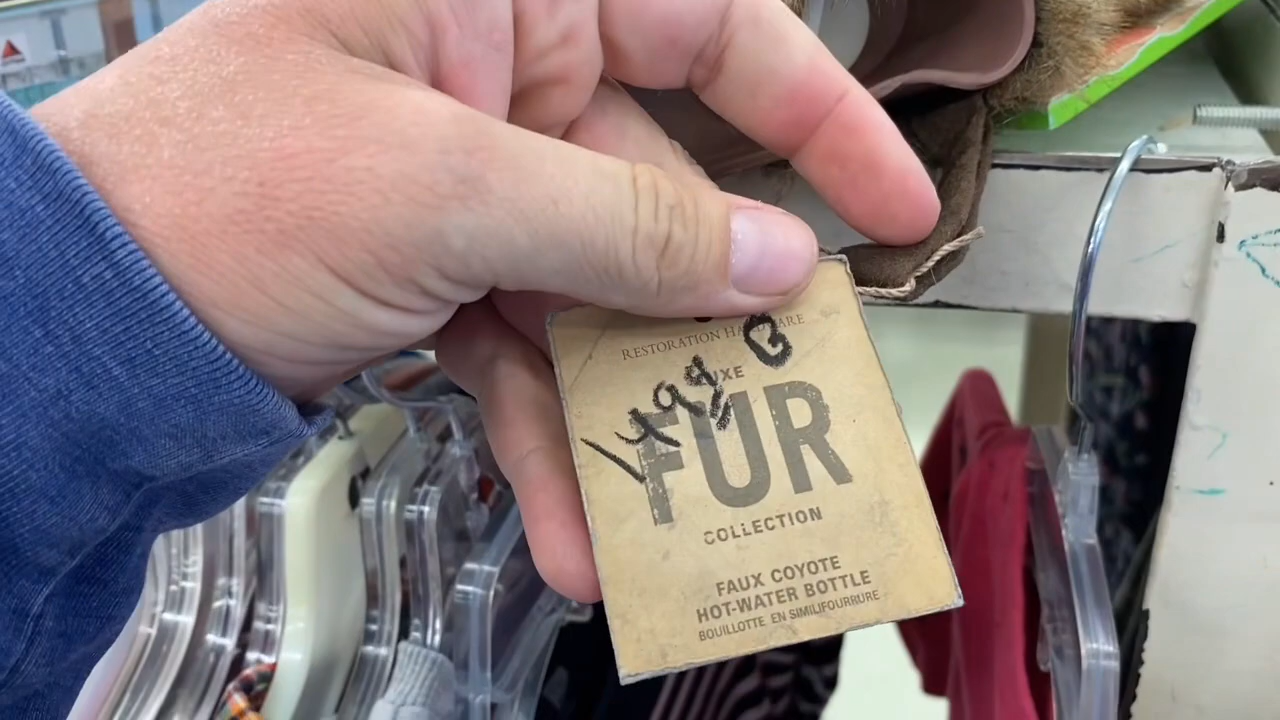 RESTORATION HARDWARE
LUXE
FUR
COLLECTION
FAUX COYOTE
HOT-WATER BOTTLE
BOUILLOTTE EN SIMILIFOURRURE